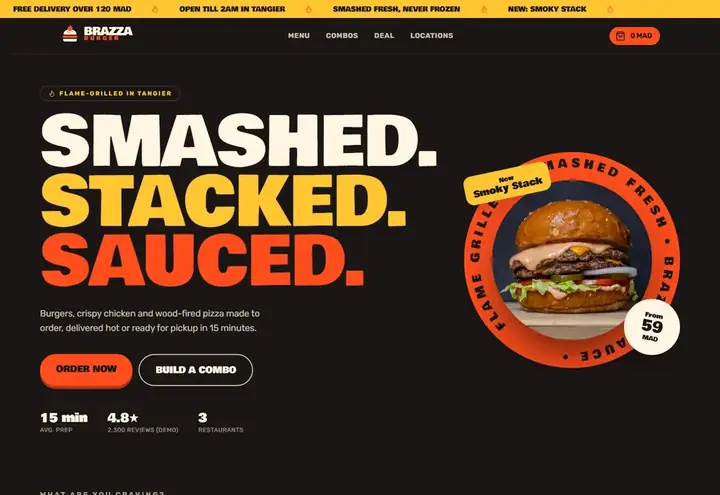 FREE DELIVERY OVER 120 MAD
OPEN TILL 2AM IN TANGIER
SMASHED FRESH, NEVER FROZEN
NEW: SMOKY STACK
BRAZZA
BURGER
MENU
COMBOS
DEAL
LOCATIONS
0 MAD
FLAME-GRILLED IN TANGIER
SMASHED.
STACKED.
SAUCED.
New
Smoky Stack
MASHED FRESH • BRAZ
AUCE •
FLAME GRILLE
From
59
MAD
Burgers, crispy chicken and wood-fired pizza made to
order, delivered hot or ready for pickup in 15 minutes.
ORDER NOW
BUILD A COMBO
15 min
AVG. PREP
4.8★
2,300 REVIEWS (DEMO)
3
RESTAURANTS
WHAT ARE YOU CRAVING?